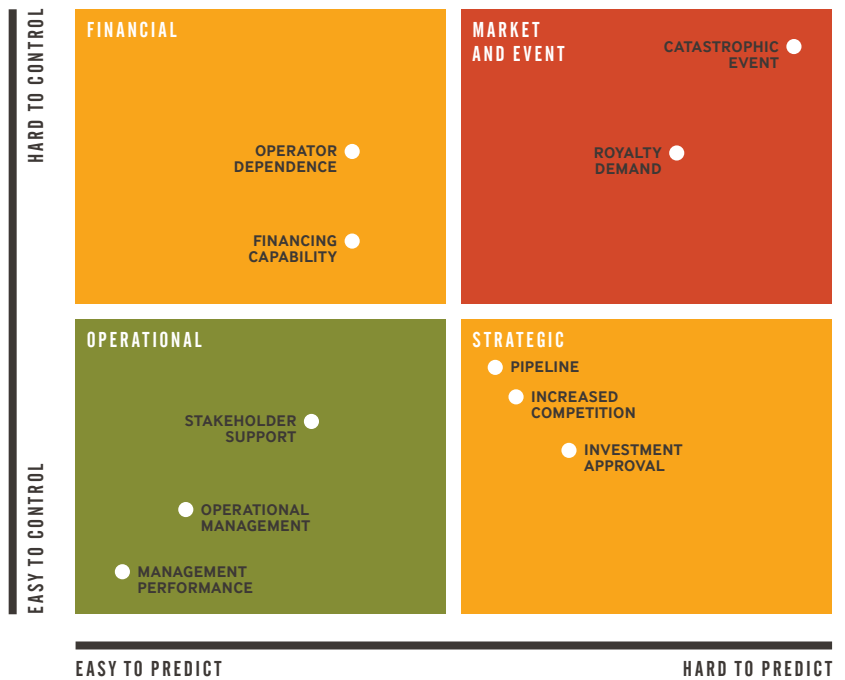 HARD TO CONTROL
EASY TO CONTROL
FINANCIAL
OPERATOR
DEPENDENCE
FINANCING
CAPABILITY
MARKET
AND EVENT
CATASTROPHIC
EVENT
ROYALTY
DEMAND
OPERATIONAL
STAKEHOLDER
SUPPORT
OPERATIONAL
MANAGEMENT
MANAGEMENT
PERFORMANCE
STRATEGIC
PIPELINE
INCREASED
COMPETITION
INVESTMENT
APPROVAL
EASY TO PREDICT
HARD TO PREDICT